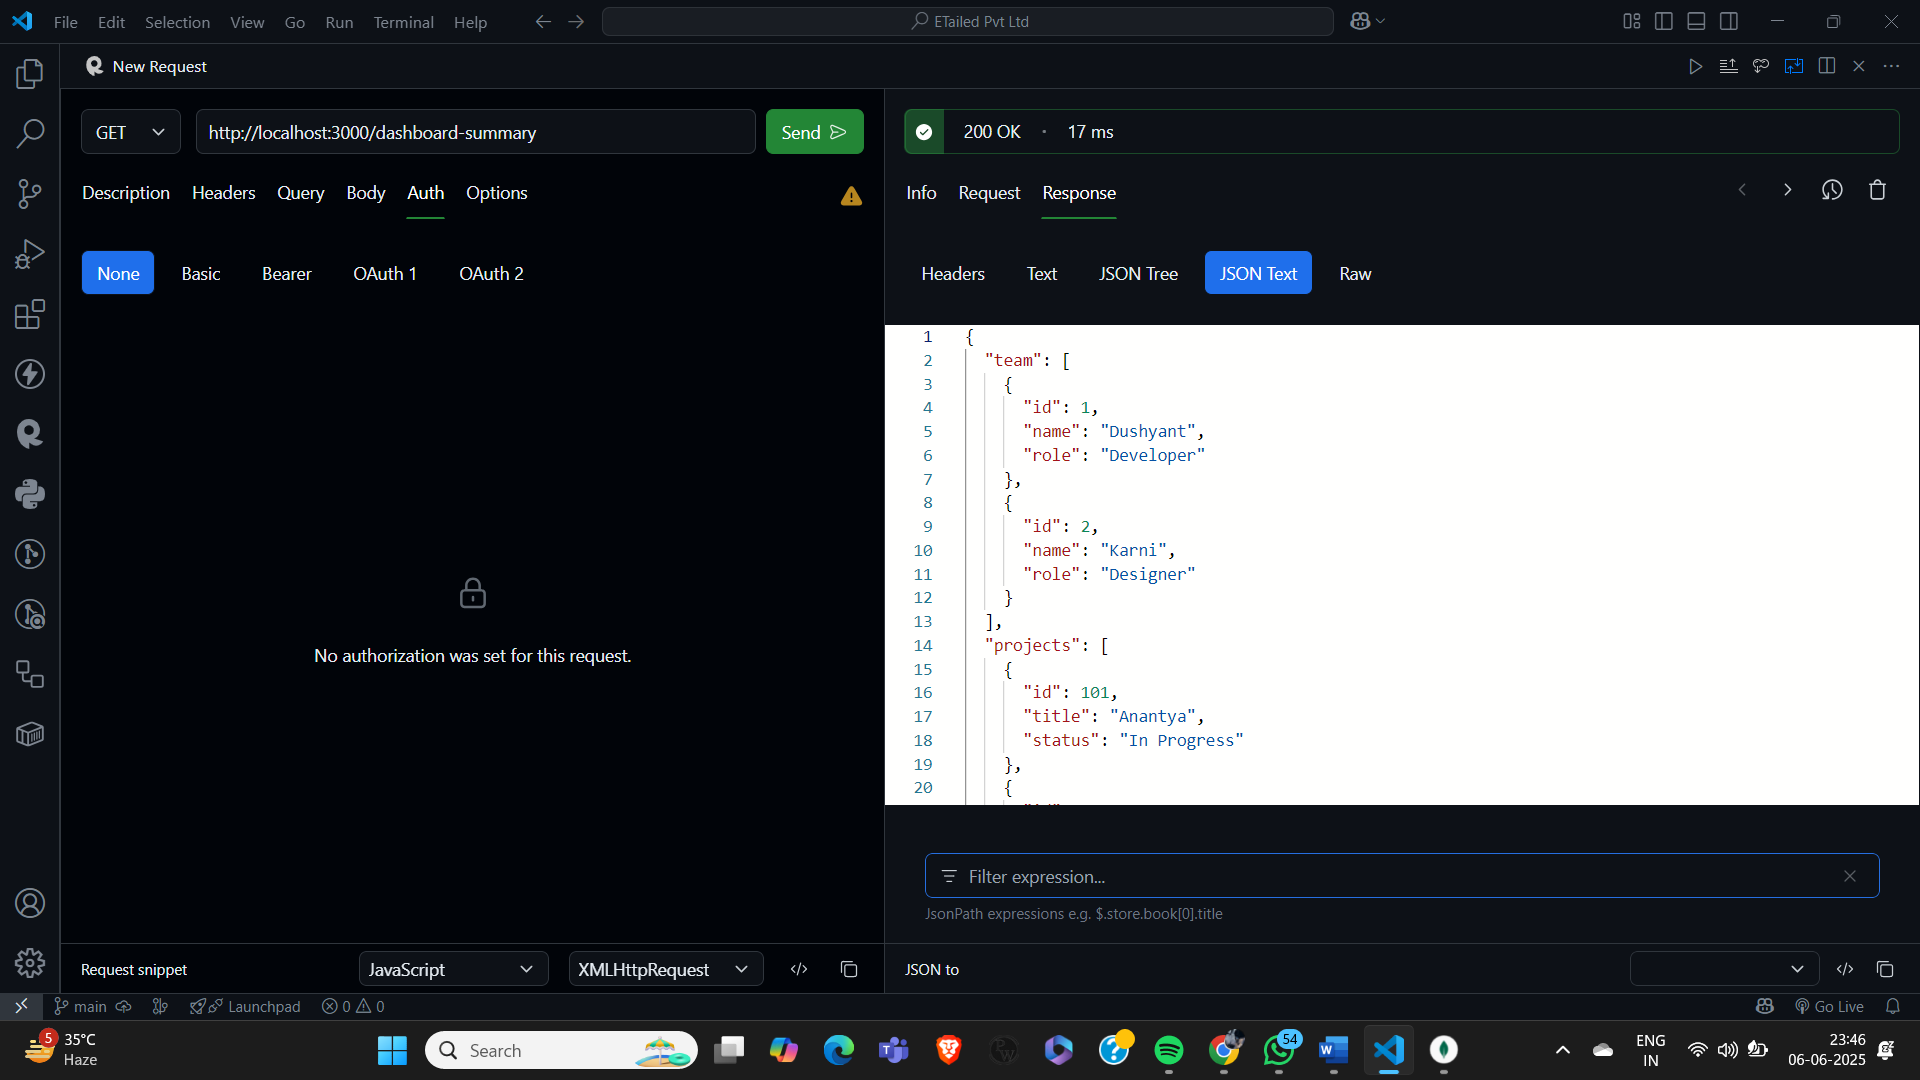 File Edit Selection View Go Run Terminal Help
ETailed Pvt Ltd
New Request
GET
http://localhost:3000/dashboard-summary
Send
Description Headers Query Body Auth Options
None Basic Bearer OAuth 1 OAuth 2
No authorization was set for this request.
Request snippet
JavaScript
XMLHttpRequest
200 OK · 17 ms
Info Request Response
Headers Text JSON Tree JSON Text Raw
1 {
2 "team": [
3 {
4 "id": 1,
5 "name": "Dushyant",
6 "role": "Developer"
7 },
8 {
9 "id": 2,
10 "name": "Karni",
11 "role": "Designer"
12 }
13 ],
14 "projects": [
15 {
16 "id": 101,
17 "title": "Anantya",
18 "status": "In Progress"
19 },
20 {
Filter expression...
JsonPath expressions e.g. $.store.book[0].title
JSON to
main
Launchpad
0 0
Go Live
5
35°C
Haze
Search
54
ENG
IN
23:46
06-06-2025